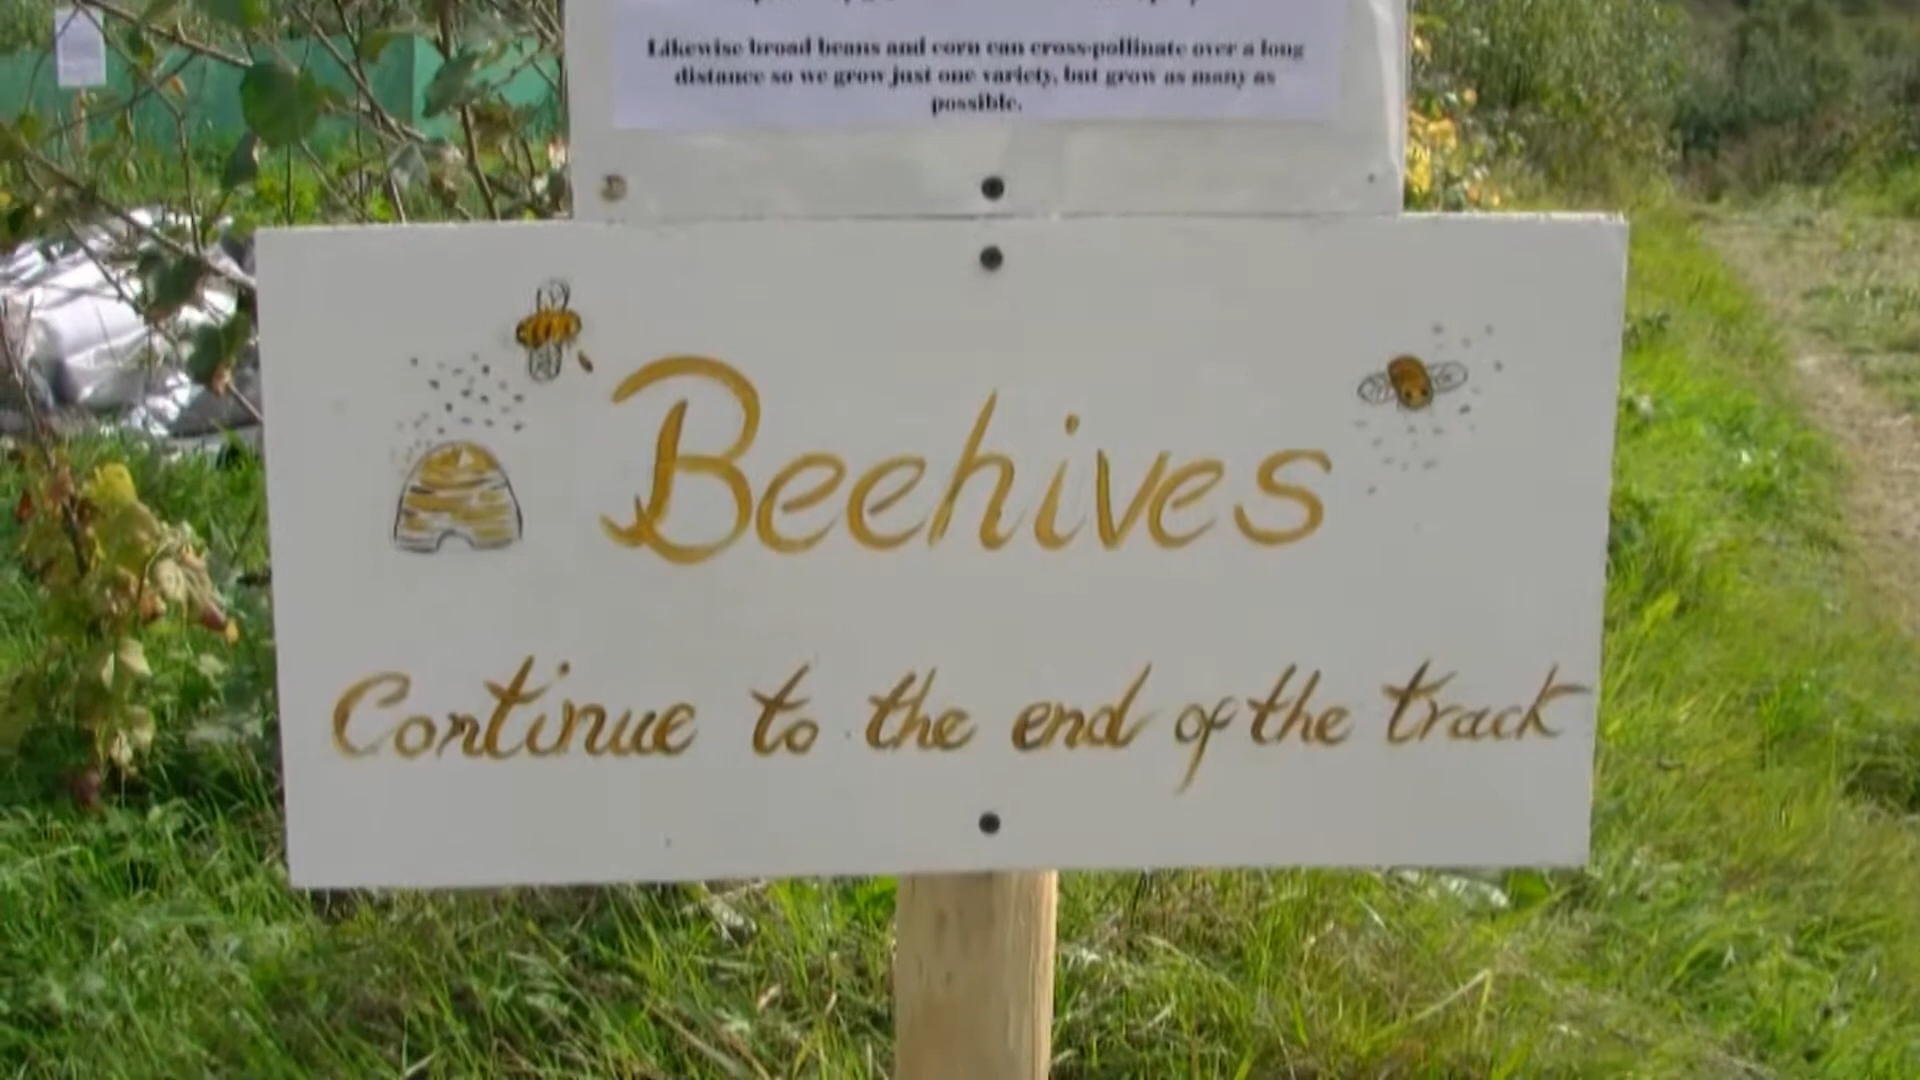 Likewise broad beans and corn can cross-pollinate over a long
distance so we grow just one variety, but grow as many as
possible.
Beehives
Continue to the end of the track